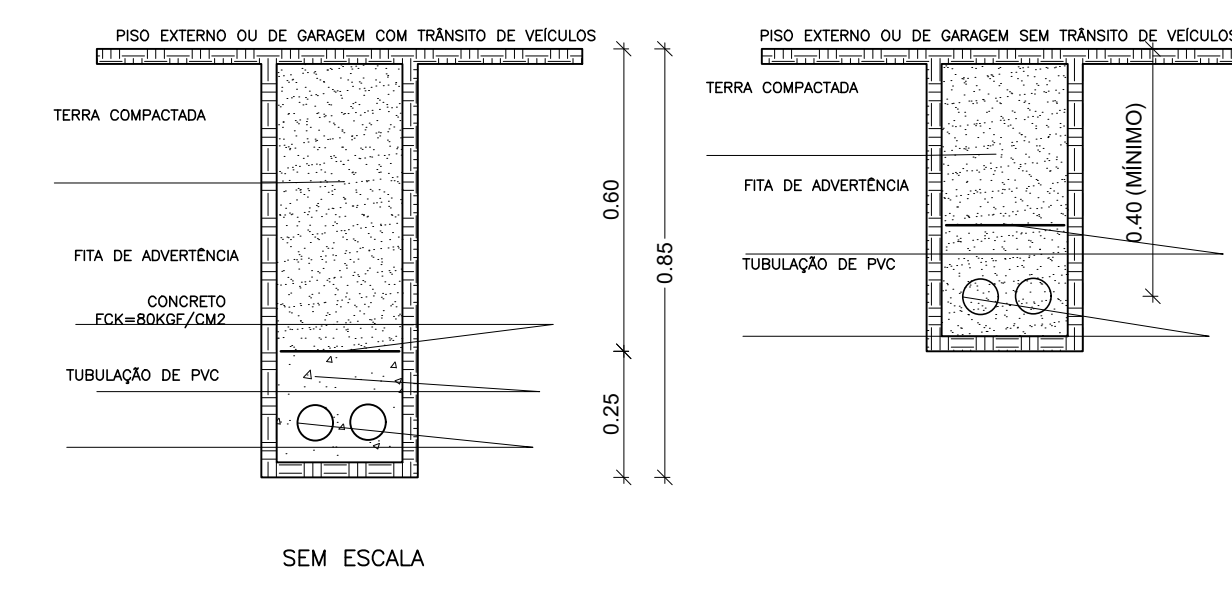 PISO EXTERNO OU DE GARAGEM COM TRÂNSITO DE VEÍCULOS
TERRA COMPACTADA
FITA DE ADVERTÊNCIA
CONCRETO
FCK=80KGF/CM2
TUBULAÇÃO DE PVC
0.60
0.85
0.25
SEM ESCALA
PISO EXTERNO OU DE GARAGEM SEM TRÂNSITO DE VEÍCULOS
TERRA COMPACTADA
FITA DE ADVERTÊNCIA
TUBULAÇÃO DE PVC
0.40 (MÍNIMO)